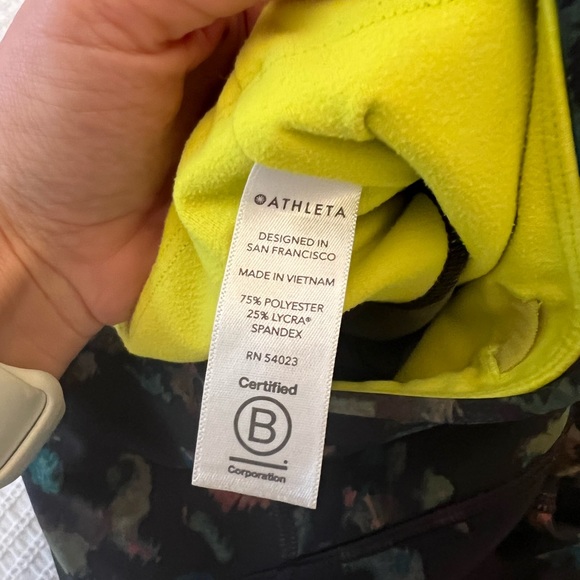 ATHLETA
DESIGNED IN
SAN FRANCISCO
MADE IN VIETNAM
75% POLYESTER
25% LYCRA®
SPANDEX
RN 54023
Certified
B
Corporation